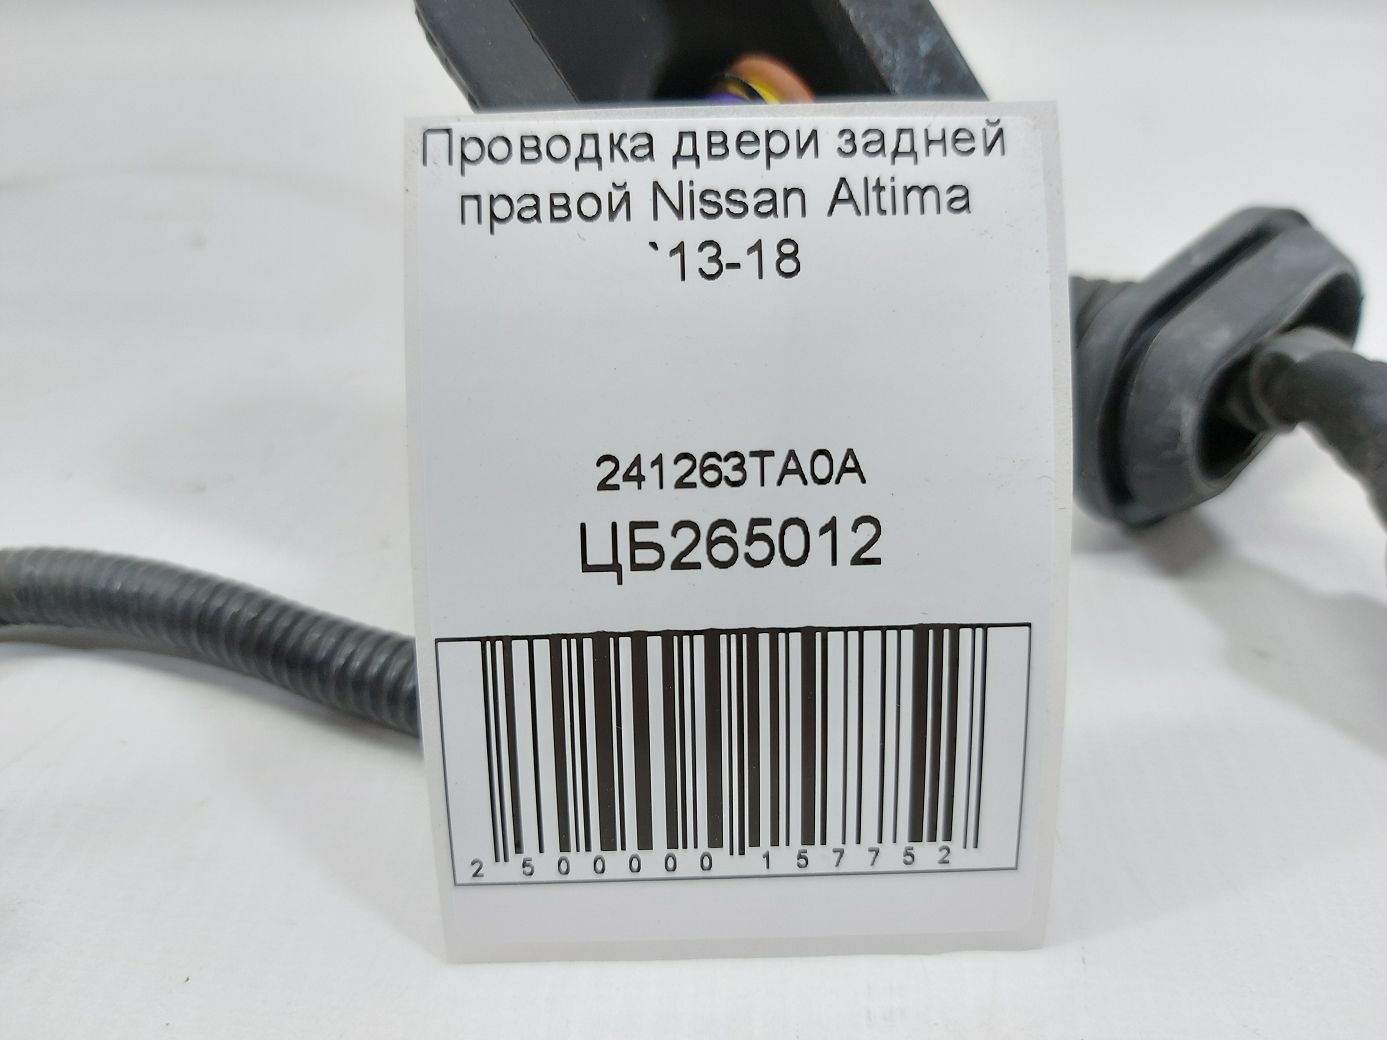 Проводка двери задней
правой Nissan Altima
`13-18
241263TA0A
ЦБ265012
2 500000 157752